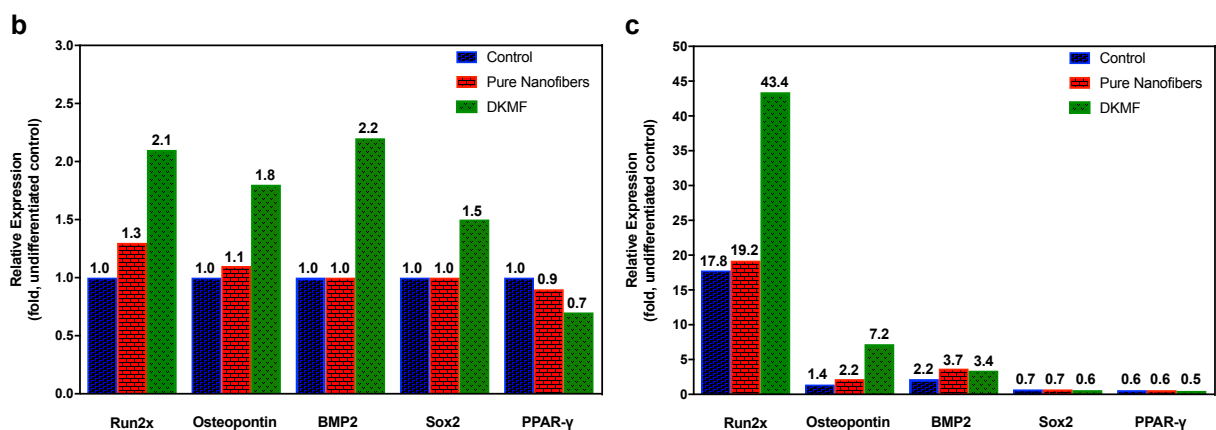 b
Relative Expression
(fold, undifferentiated control)
3.0
2.5
2.0
1.5
1.0
0.5
0.0
Control
Pure Nanofibers
DKMF
1.0 1.3 2.1
1.0 1.1 1.8
1.0 1.0 2.2
1.0 1.0 1.5
1.0 0.9 0.7
Run2x Osteopontin BMP2 Sox2 PPAR-γ
c
Relative Expression
(fold, undifferentiated control)
50
45
40
35
30
25
20
15
10
5
0
Control
Pure Nanofibers
DKMF
17.8 19.2 43.4
1.4 2.2 7.2
2.2 3.7 3.4
0.7 0.7 0.6
0.6 0.6 0.5
Run2x Osteopontin BMP2 Sox2 PPAR-γ